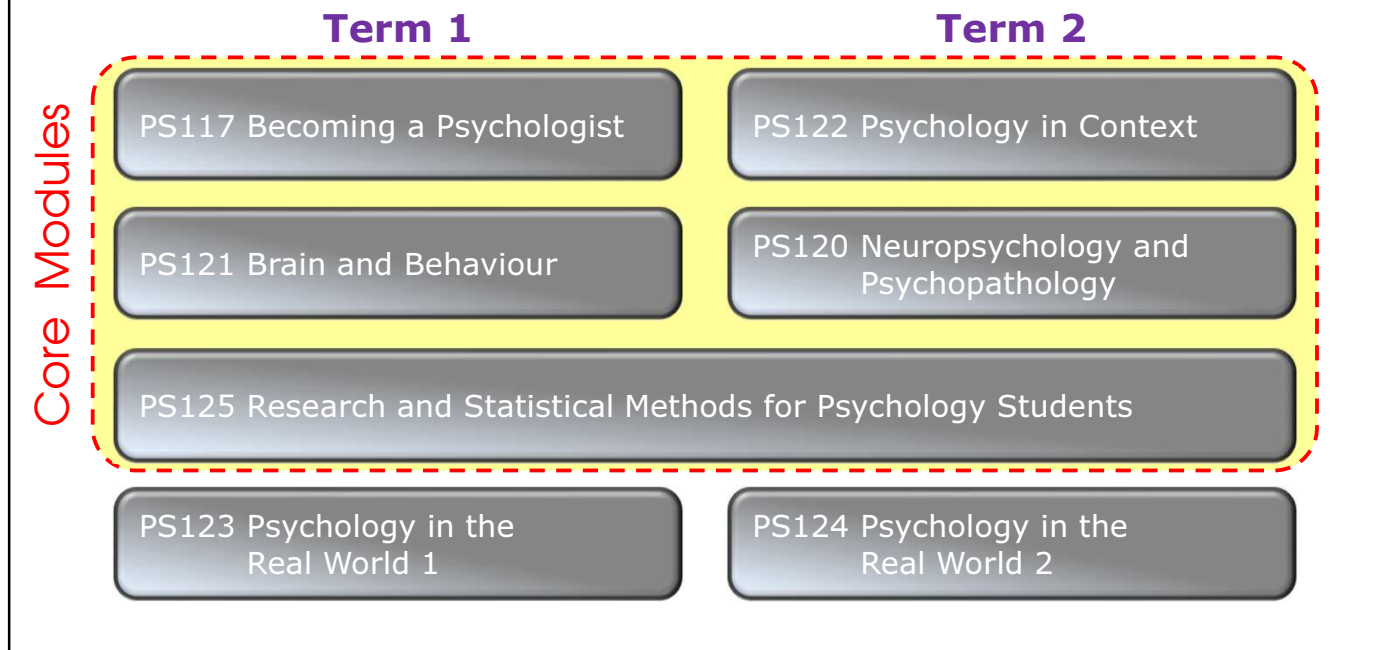 Term 1
Term 2
Core Modules
PS117 Becoming a Psychologist
PS122 Psychology in Context
PS121 Brain and Behaviour
PS120 Neuropsychology and
Psychopathology
PS125 Research and Statistical Methods for Psychology Students
PS123 Psychology in the
Real World 1
PS124 Psychology in the
Real World 2